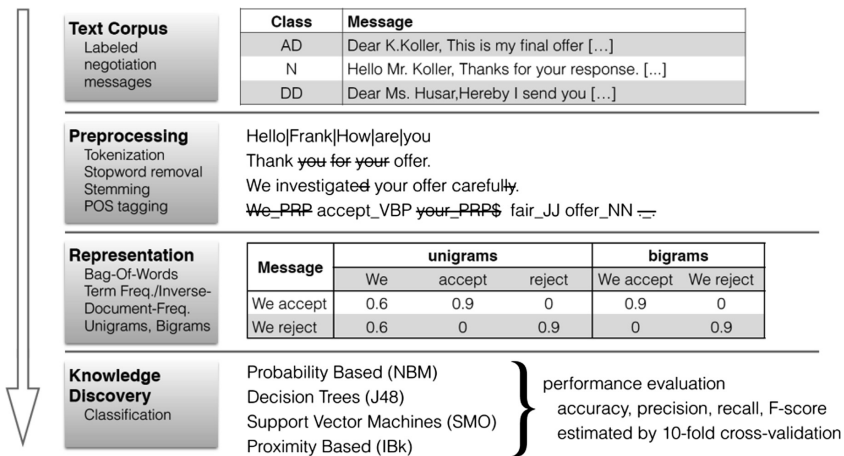 Text Corpus
Labeled
negotiation
messages
Class Message
AD Dear K.Koller, This is my final offer […]
N Hello Mr. Koller, Thanks for your response. [...]
DD Dear Ms. Husar,Hereby I send you […]
Preprocessing
Tokenization
Stopword removal
Stemming
POS tagging
Hello|Frank|How|are|you
Thank you for your offer.
We investigated your offer carefully.
We_PRP accept_VBP your_PRP$ fair_JJ offer_NN ._.
Representation
Bag-Of-Words
Term Freq./Inverse-
Document-Freq.
Unigrams, Bigrams
Message unigrams bigrams
We accept reject We accept We reject
We accept 0.6 0.9 0 0.9 0
We reject 0.6 0 0.9 0 0.9
Knowledge
Discovery
Classification
Probability Based (NBM)
Decision Trees (J48)
Support Vector Machines (SMO)
Proximity Based (IBk)
performance evaluation
accuracy, precision, recall, F-score
estimated by 10-fold cross-validation